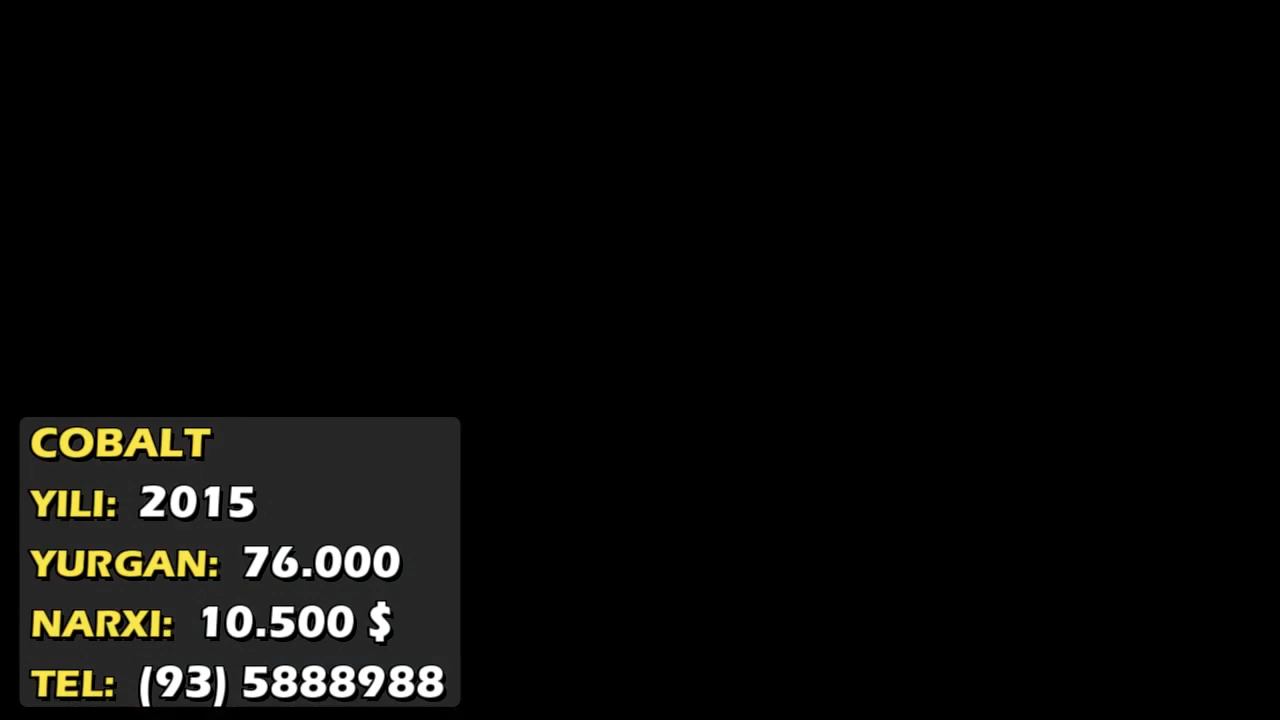 COBALT
YILI: 2015
YURGAN: 76.000
NARXI: 10.500 $
TEL: (93) 5888988